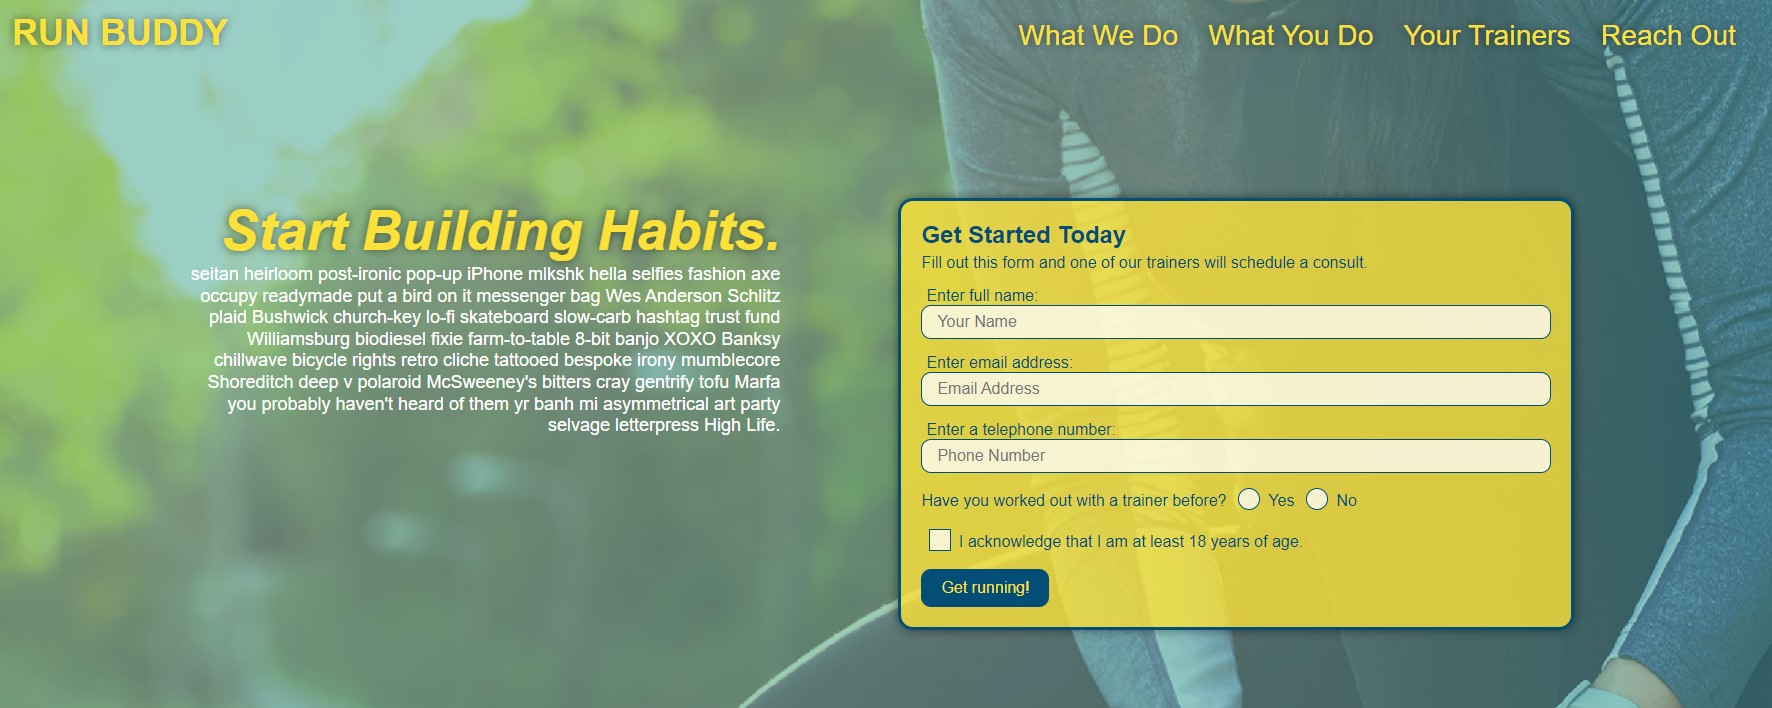 RUN BUDDY
What We Do What You Do Your Trainers Reach Out
Start Building Habits.
seitan heirloom post-ironic pop-up iPhone mlkshk hella selfies fashion axe
occupy readymade put a bird on it messenger bag Wes Anderson Schlitz
plaid Bushwick church-key lo-fi skateboard slow-carb hashtag trust fund
Williamsburg biodiesel fixie farm-to-table 8-bit banjo XOXO Banksy
chillwave bicycle rights retro cliche tattooed bespoke irony mumblecore
Shoreditch deep v polaroid McSweeney's bitters cray gentrify tofu Marfa
you probably haven't heard of them yr banh mi asymmetrical art party
selvage letterpress High Life.
Get Started Today
Fill out this form and one of our trainers will schedule a consult.
Enter full name:
Your Name
Enter email address:
Email Address
Enter a telephone number:
Phone Number
Have you worked out with a trainer before? Yes No
I acknowledge that I am at least 18 years of age.
Get running!